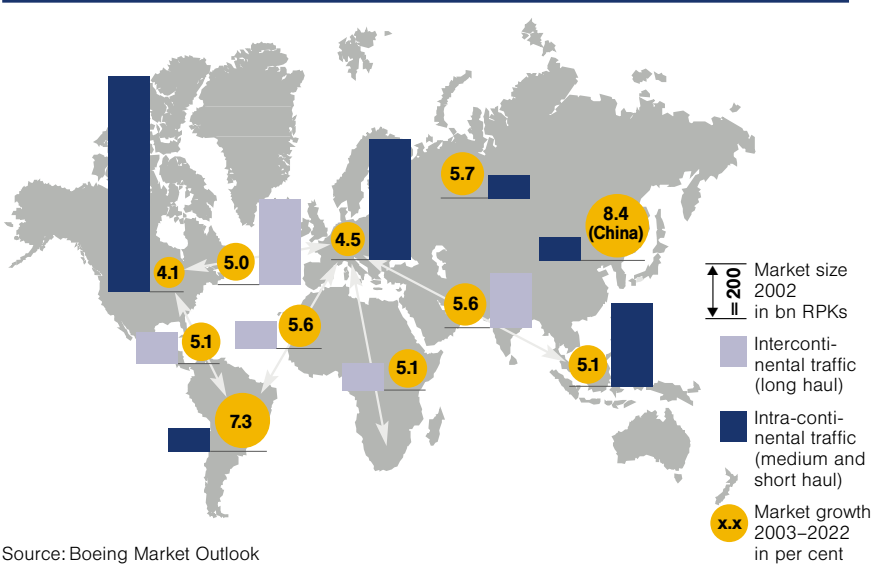 5.7
8.4
(China)
4.5
5.0
4.1
5.6
5.6
5.1
5.1
5.1
7.3
= 200
Market size
2002
in bn RPKs
Interconti-
nental traffic
(long haul)
Intra-conti-
nental traffic
(medium and
short haul)
x.x
Market growth
2003–2022
in per cent
Source: Boeing Market Outlook